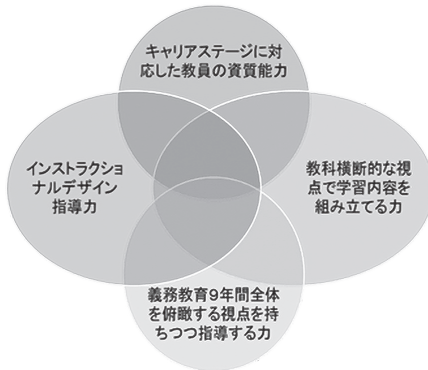 キャリアステージに対
応した教員の資質能力
インストラクショ
ナルデザイン
指導力
教科横断的な視
点で学習内容を
組み立てる力
義務教育９年間全体
を俯瞰する視点を持
ちつつ指導する力